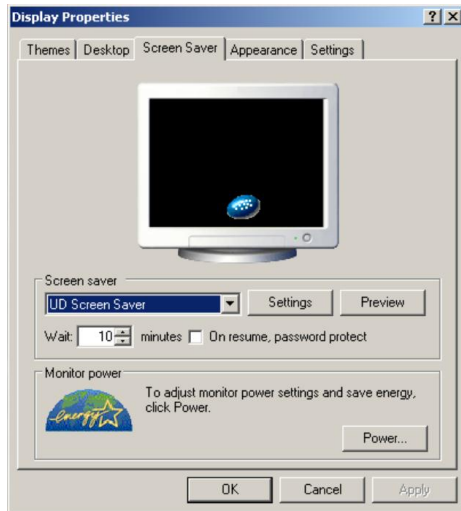 Display Properties
? X
Themes Desktop Screen Saver Appearance Settings
Screen saver
UD Screen Saver Settings Preview
Wait: 10 minutes On resume, password protect
Monitor power
energy
To adjust monitor power settings and save energy,
click Power.
Power...
OK Cancel Apply